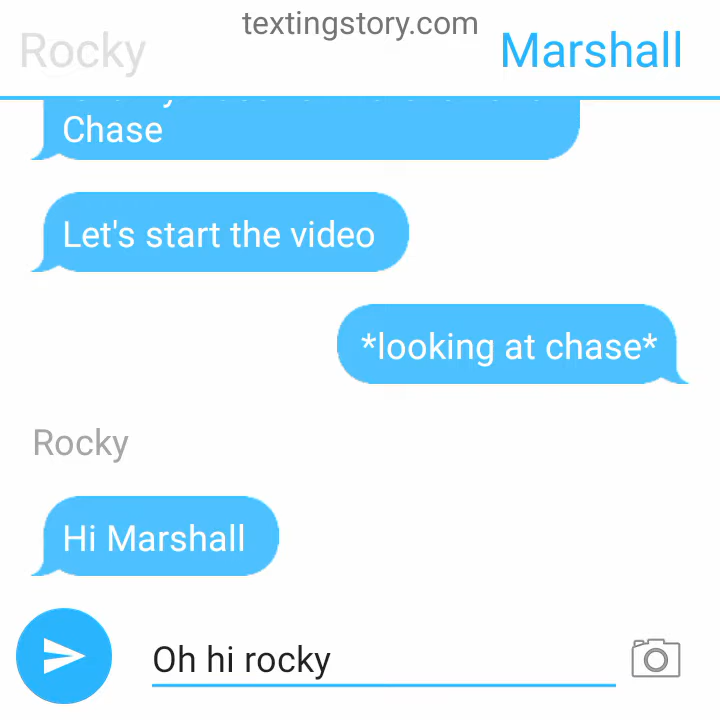 textingstory.com
Rocky
Marshall
Chase
Let's start the video
*looking at chase*
Rocky
Hi Marshall
Oh hi rocky